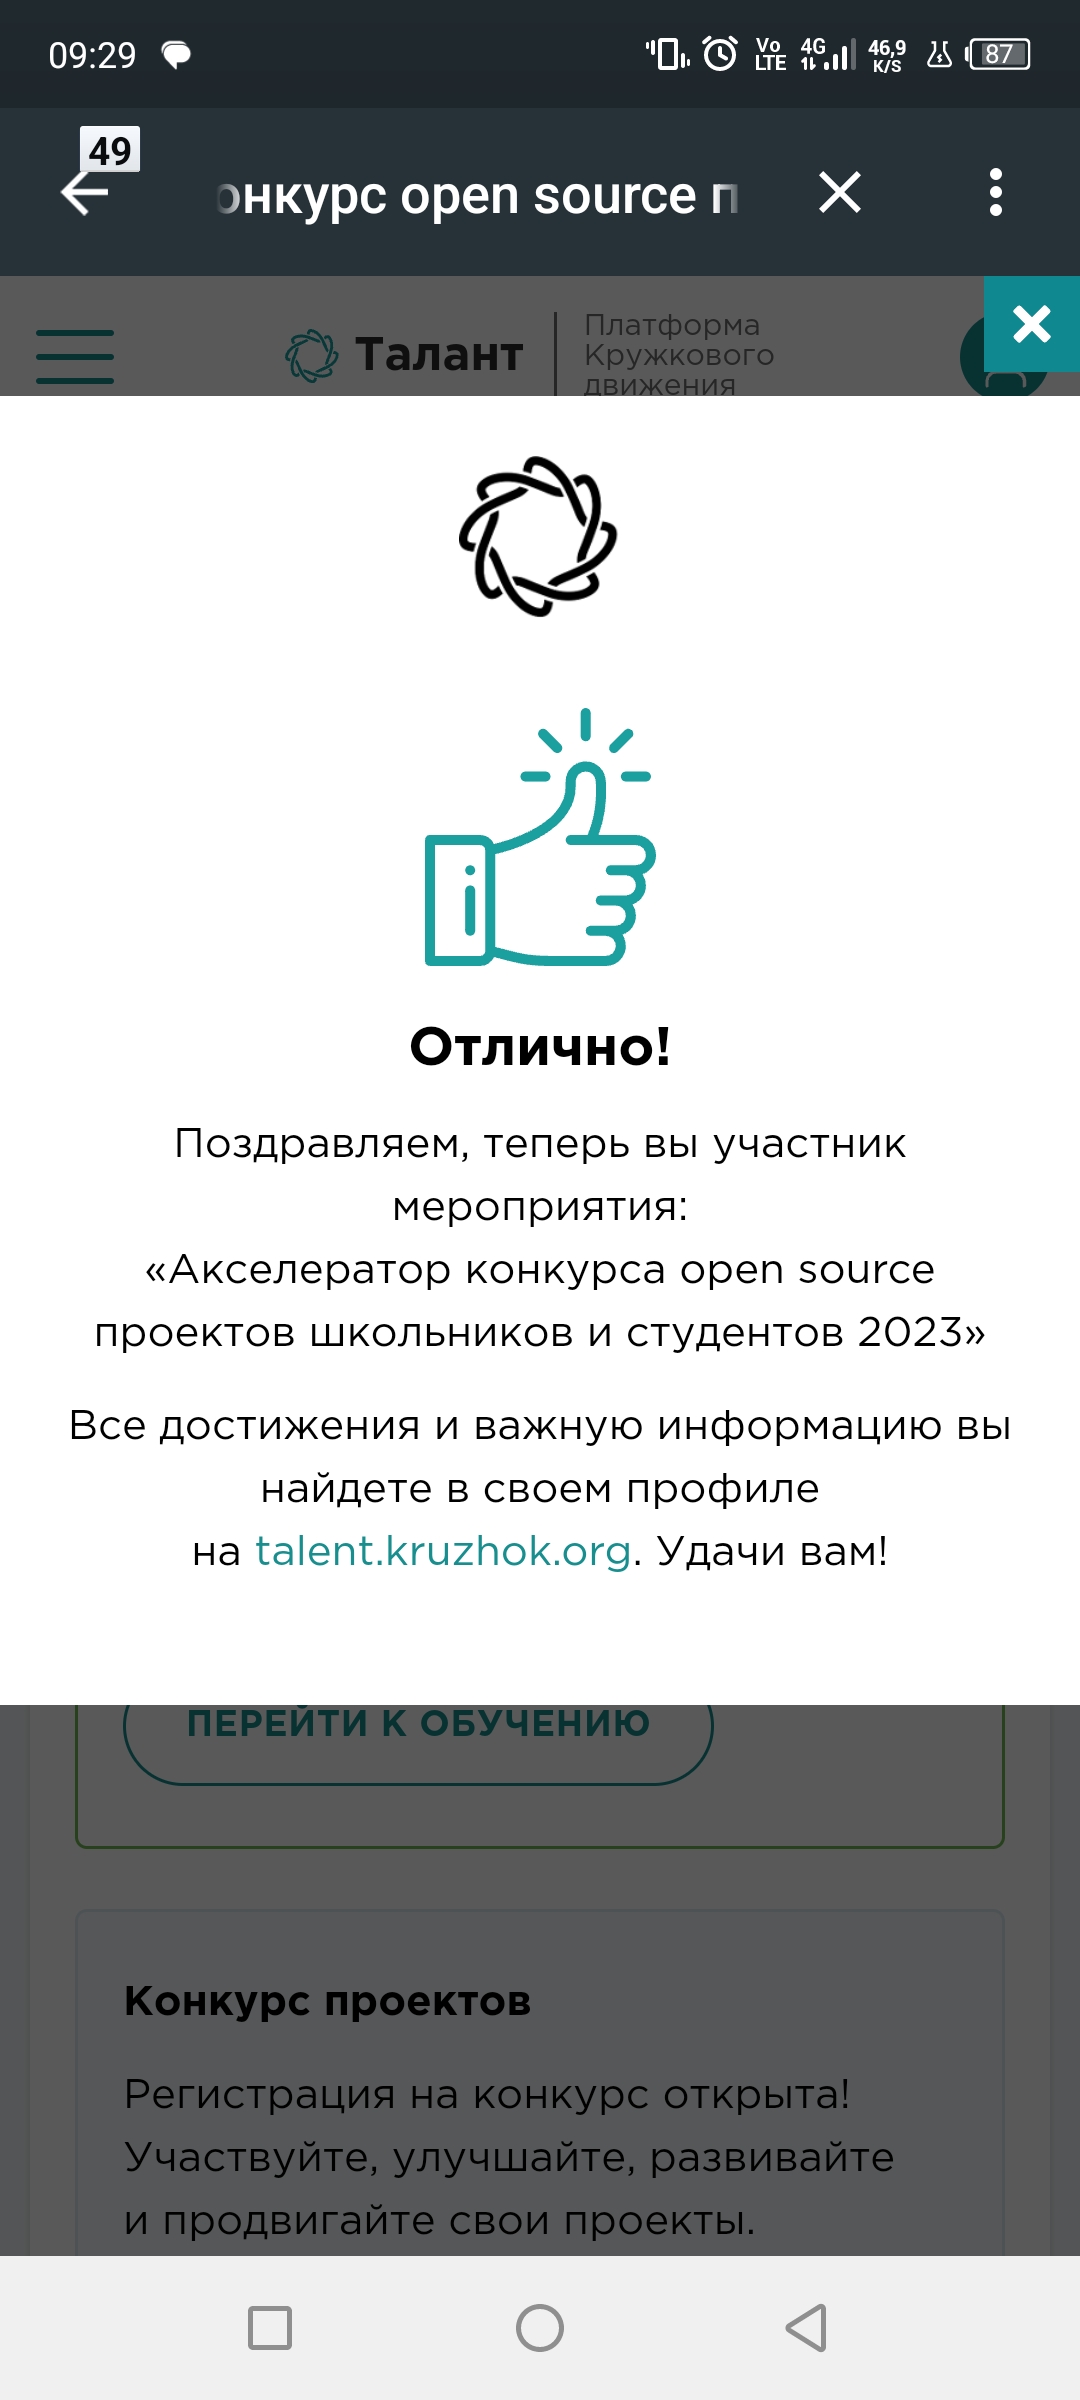 09:29
Vo
LTE
4G
46,9
K/S
87
49
онкурс open source п
Талант
Платформа
Кружкового
движения
Отлично!
Поздравляем, теперь вы участник
мероприятия:
«Акселератор конкурса open source
проектов школьников и студентов 2023»
Все достижения и важную информацию вы
найдете в своем профиле
на talent.kruzhok.org. Удачи вам!
ПЕРЕЙТИ К ОБУЧЕНИЮ
Конкурс проектов
Регистрация на конкурс открыта!
Участвуйте, улучшайте, развивайте
и продвигайте свои проекты.